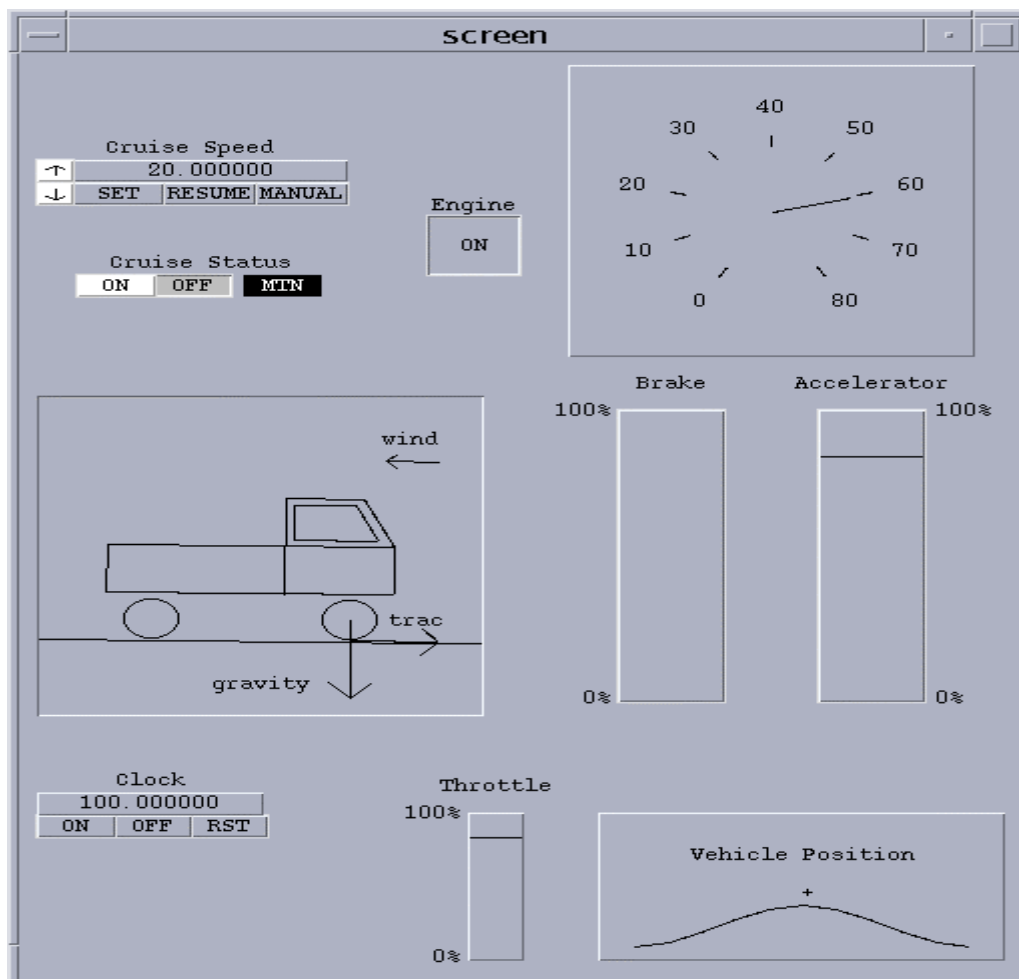 screen
Cruise Speed
20.000000
SET RESUME MANUAL
Engine
ON
Cruise Status
ON OFF MTN
40
30 50
20 60
10 70
0 80
Brake Accelerator
100% 100%
wind
trac
gravity
0% 0%
Clock
100.000000
ON OFF RST
Throttle
100%
0%
Vehicle Position
+